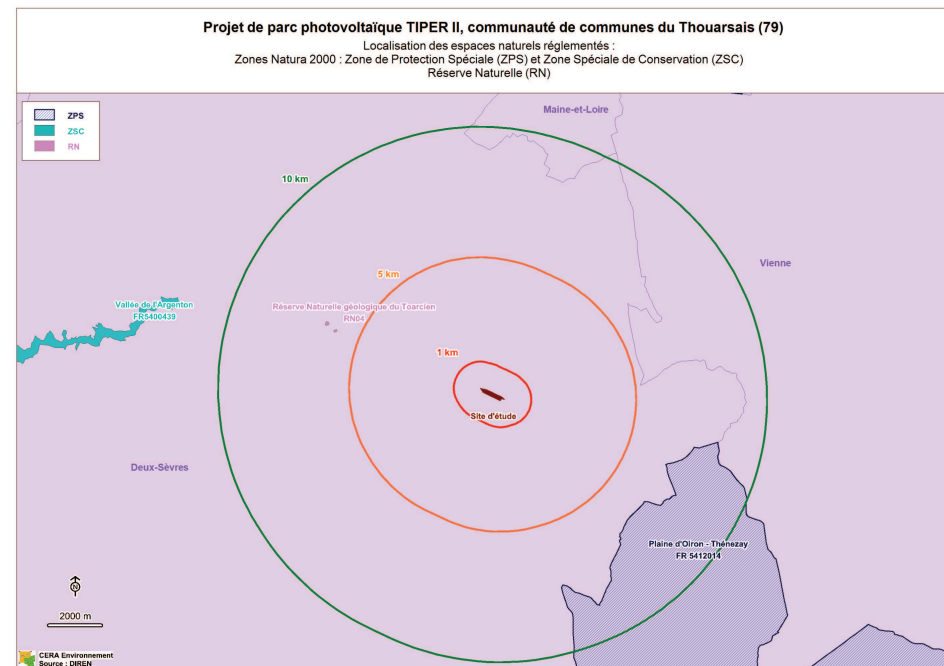 Projet de parc photovoltaïque TIPER II, communauté de communes du Thouarsais (79)
Localisation des espaces naturels réglementés :
Zones Natura 2000 : Zone de Protection Spéciale (ZPS) et Zone Spéciale de Conservation (ZSC)
Réserve Naturelle (RN)
ZPS
ZSC
RN
Maine-et-Loire
10 km
Vienne
5 km
Vallée de l'Argenton
FR5400439
Réserve Naturelle géologique du Toarcien
RN04
1 km
Site d'étude
Deux-Sèvres
Plaine d'Oiron - Thénezay
FR 5412014
N
2000 m
CERA Environnement
Source : DIREN